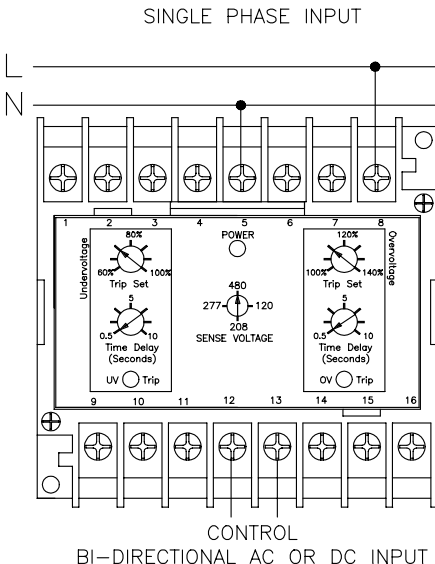 SINGLE PHASE INPUT
L
N
1 2 3 4 5 6 7 8
Undervoltage
80%
60% 100%
Trip Set
5
0.5 10
Time Delay
(Seconds)
UV Trip
POWER
480
277 120
208
SENSE VOLTAGE
120%
100% 140%
Trip Set
5
0.5 10
Time Delay
(Seconds)
OV Trip
Overvoltage
9 10 11 12 13 14 15 16
CONTROL
BI-DIRECTIONAL AC OR DC INPUT